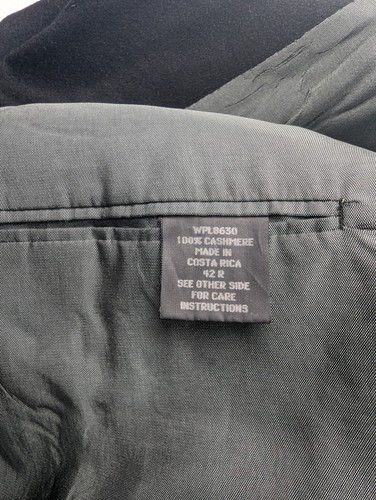 WPL8630
100% CASHMERE
MADE IN
COSTA RICA
42 R
SEE OTHER SIDE
FOR CARE
INSTRUCTIONS